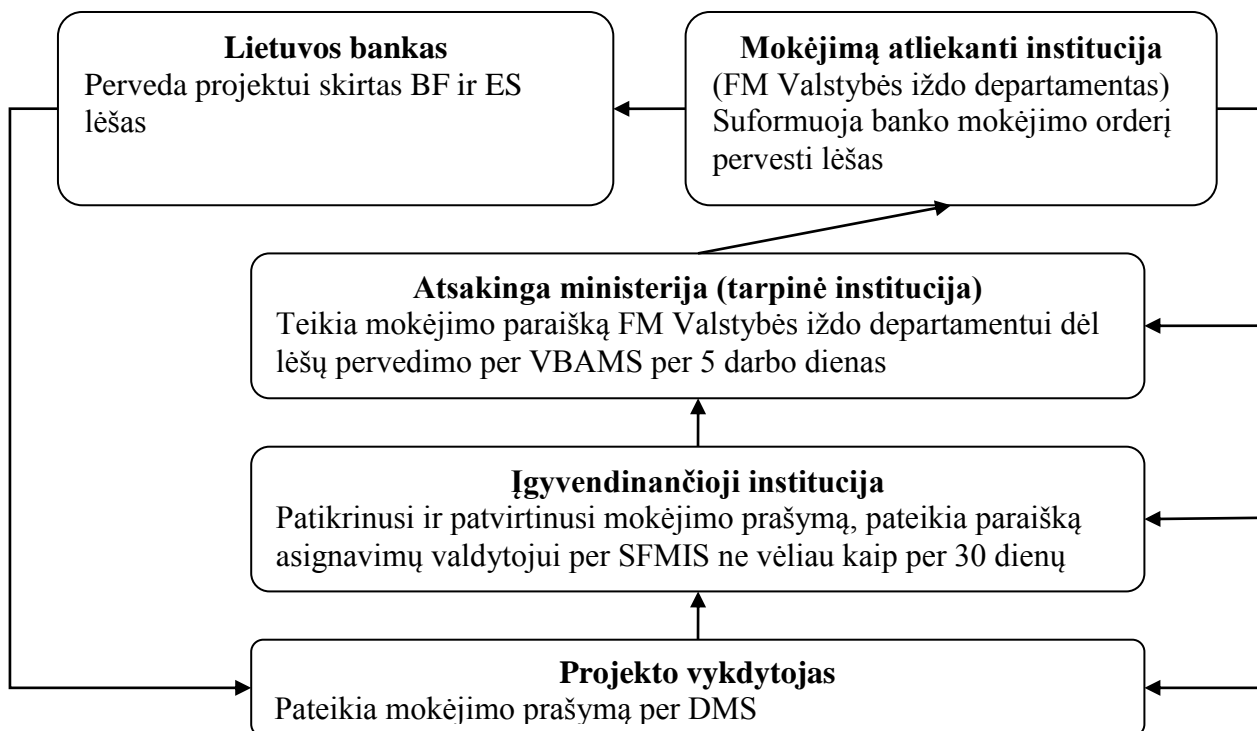 Lietuvos bankas
Perveda projektui skirtas BF ir ES
lėšas
Mokėjimą atliekanti institucija
(FM Valstybės iždo departamentas)
Suformuoja banko mokėjimo orderį
pervesti lėšas
Atsakinga ministerija (tarpinė institucija)
Teikia mokėjimo paraišką FM Valstybės iždo departamentui dėl
lėšų pervedimo per VBAMS per 5 darbo dienas
Įgyvendinančioji institucija
Patikrinusi ir patvirtinusi mokėjimo prašymą, pateikia paraišką
asignavimų valdytojui per SFMIS ne vėliau kaip per 30 dienų
Projekto vykdytojas
Pateikia mokėjimo prašymą per DMS